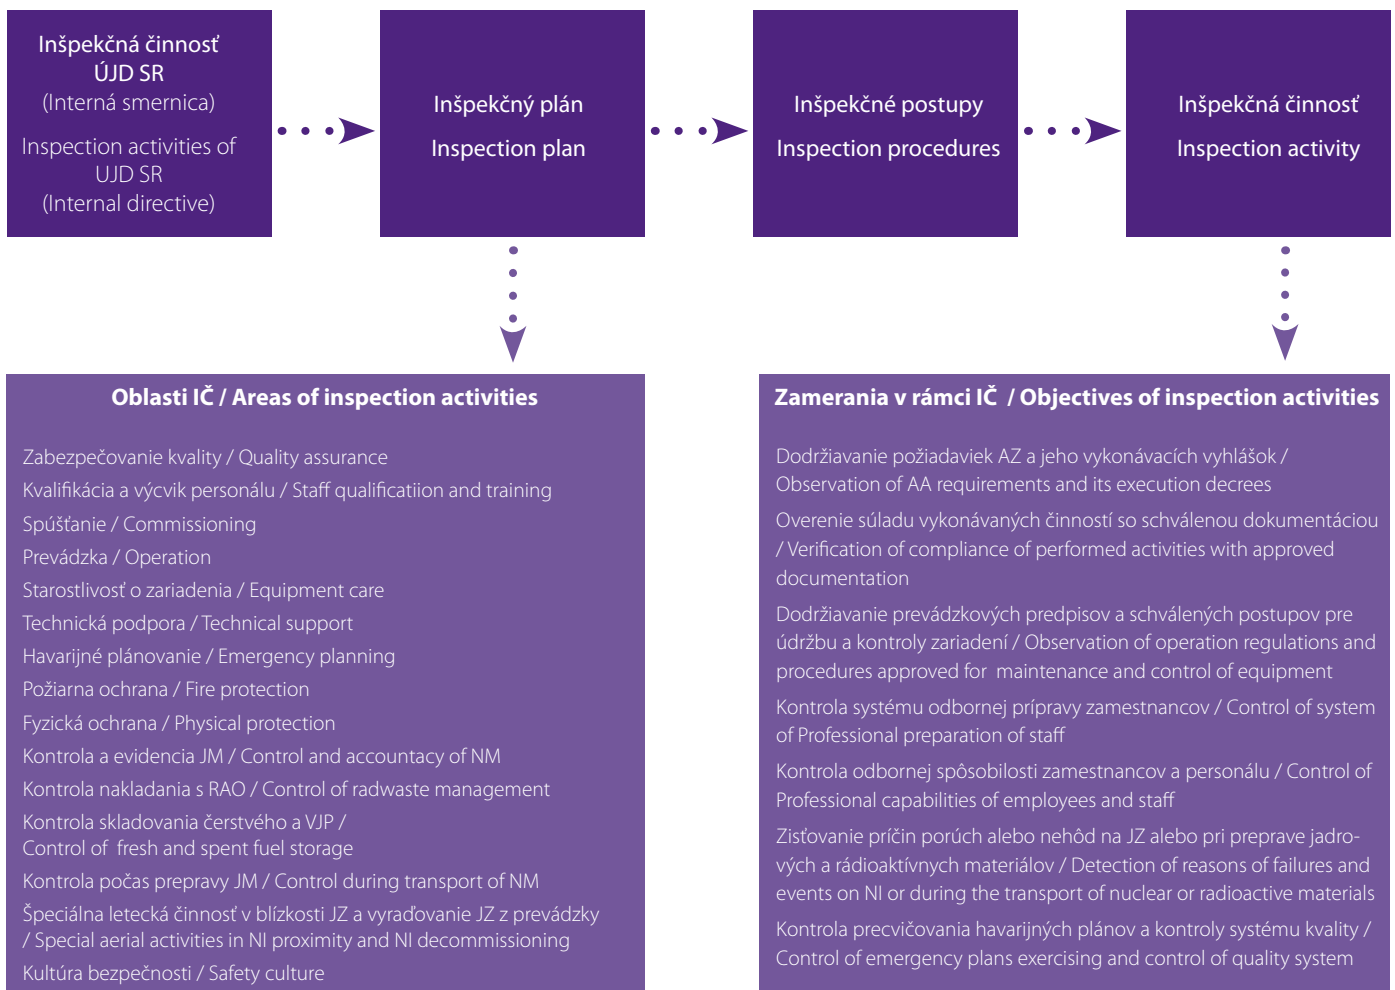 Inšpekčná činnosť
ÚJD SR
(Interná smernica)
Inspection activities of
UJD SR
(Internal directive)
Inšpekčný plán
Inspection plan
Inšpekčné postupy
Inspection procedures
Inšpekčná činnosť
Inspection activity
Oblasti IČ / Areas of inspection activities
Zabezpečovanie kvality / Quality assurance
Kvalifikácia a výcvik personálu / Staff qualificatiion and training
Spúšťanie / Commissioning
Prevádzka / Operation
Starostlivosť o zariadenia / Equipment care
Technická podpora / Technical support
Havarijné plánovanie / Emergency planning
Požiarna ochrana / Fire protection
Fyzická ochrana / Physical protection
Kontrola a evidencia JM / Control and accountacy of NM
Kontrola nakladania s RAO / Control of radwaste management
Kontrola skladovania čerstvého a VJP /
Control of fresh and spent fuel storage
Kontrola počas prepravy JM / Control during transport of NM
Špeciálna letecká činnosť v blízkosti JZ a vyraďovanie JZ z prevádzky
/ Special aerial activities in NI proximity and NI decommissioning
Kultúra bezpečnosti / Safety culture
Zamerania v rámci IČ / Objectives of inspection activities
Dodržiavanie požiadaviek AZ a jeho vykonávacích vyhlášok /
Observation of AA requirements and its execution decrees
Overenie súladu vykonávaných činností so schválenou dokumentáciou
/ Verification of compliance of performed activities with approved
documentation
Dodržiavanie prevádzkových predpisov a schválených postupov pre
údržbu a kontroly zariadení / Observation of operation regulations and
procedures approved for maintenance and control of equipment
Kontrola systému odbornej prípravy zamestnancov / Control of system
of Professional preparation of staff
Kontrola odbornej spôsobilosti zamestnancov a personálu / Control of
Professional capabilities of employees and staff
Zisťovanie príčin porúch alebo nehôd na JZ alebo pri preprave jadro-
vých a rádioaktívnych materiálov / Detection of reasons of failures and
events on NI or during the transport of nuclear or radioactive materials
Kontrola precvičovania havarijných plánov a kontroly systému kvality /
Control of emergency plans exercising and control of quality system